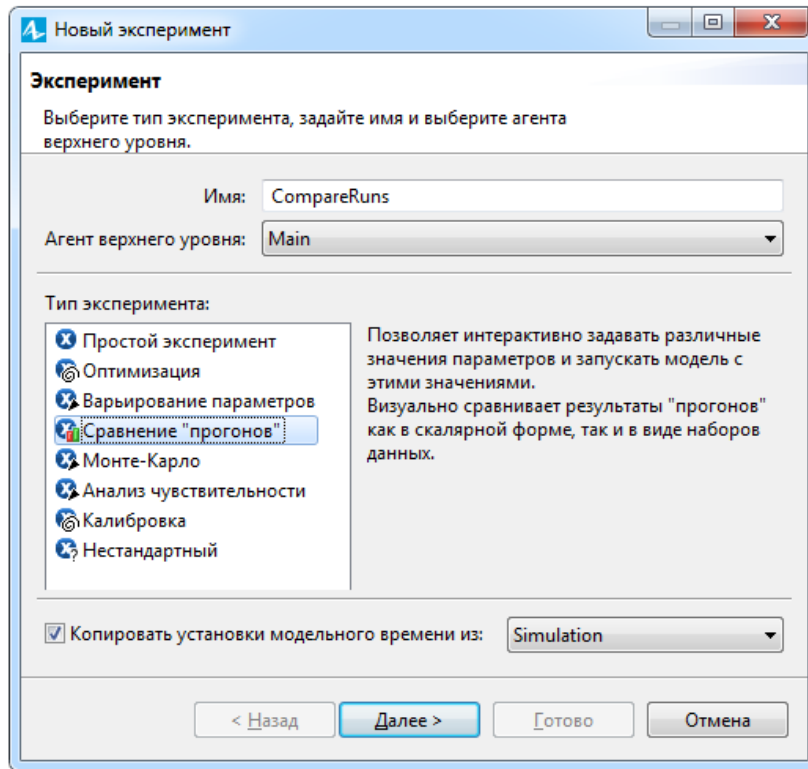 Новый эксперимент
Эксперимент
Выберите тип эксперимента, задайте имя и выберите агента
верхнего уровня.
Имя: CompareRuns
Агент верхнего уровня: Main
Тип эксперимента:
Простой эксперимент
Оптимизация
Варьирование параметров
Сравнение "прогонов"
Монте-Карло
Анализ чувствительности
Калибровка
Нестандартный
Позволяет интерактивно задавать различные
значения параметров и запускать модель с
этими значениями.
Визуально сравнивает результаты "прогонов"
как в скалярной форме, так и в виде наборов
данных.
Копировать установки модельного времени из: Simulation
< Назад Далее > Готово Отмена